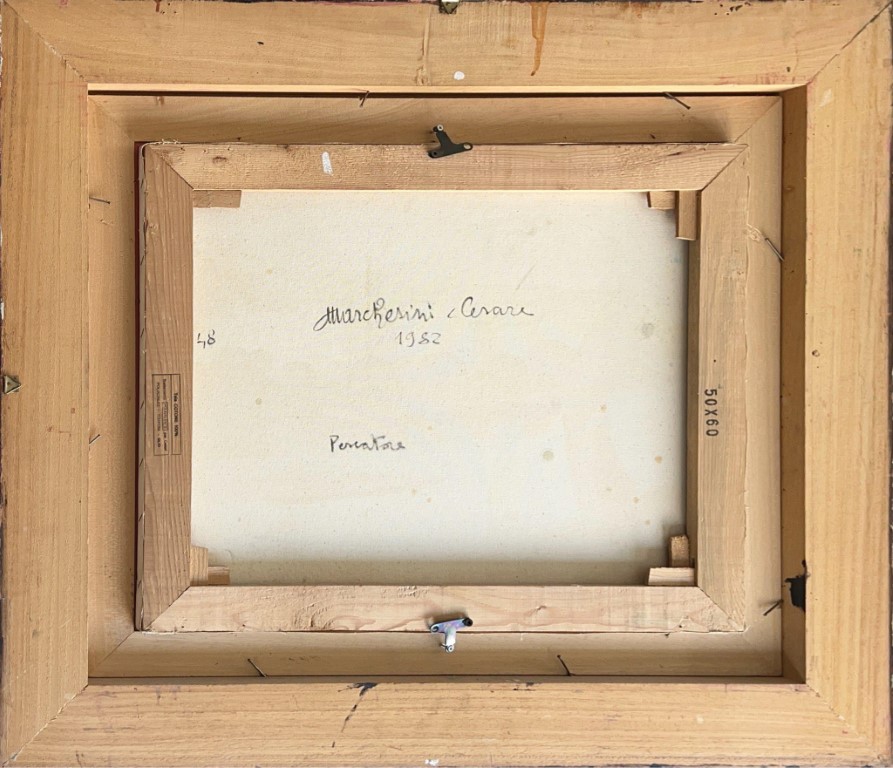 Marchesini Cesare
1982
48
50X60
Pescatore